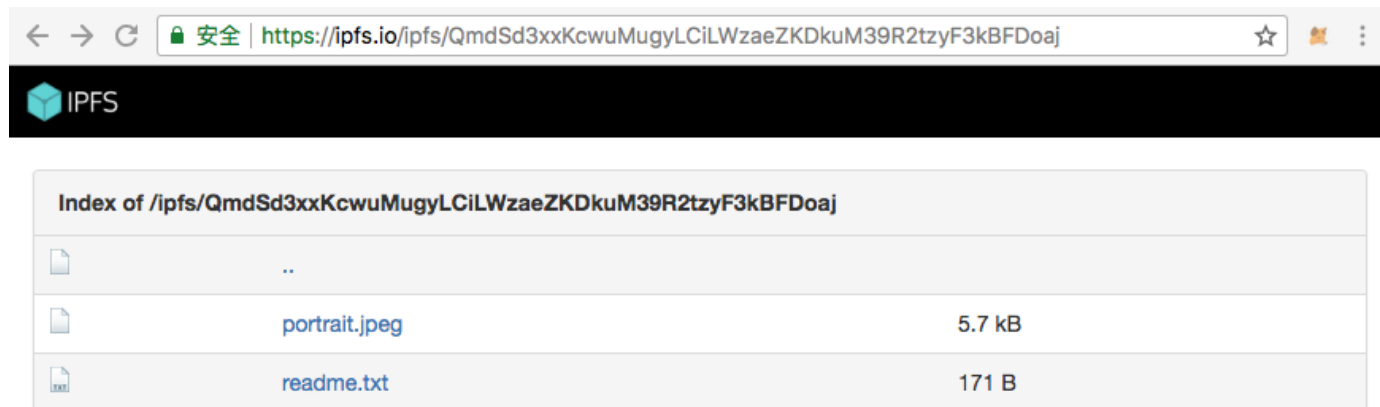 安全 https://ipfs.io/ipfs/QmdSd3xxKcwuMugyLCiLWzaeZKDkuM39R2tzyF3kBFDoaj
IPFS
Index of /ipfs/QmdSd3xxKcwuMugyLCiLWzaeZKDkuM39R2tzyF3kBFDoaj
..
portrait.jpeg 5.7 kB
TXT readme.txt 171 B